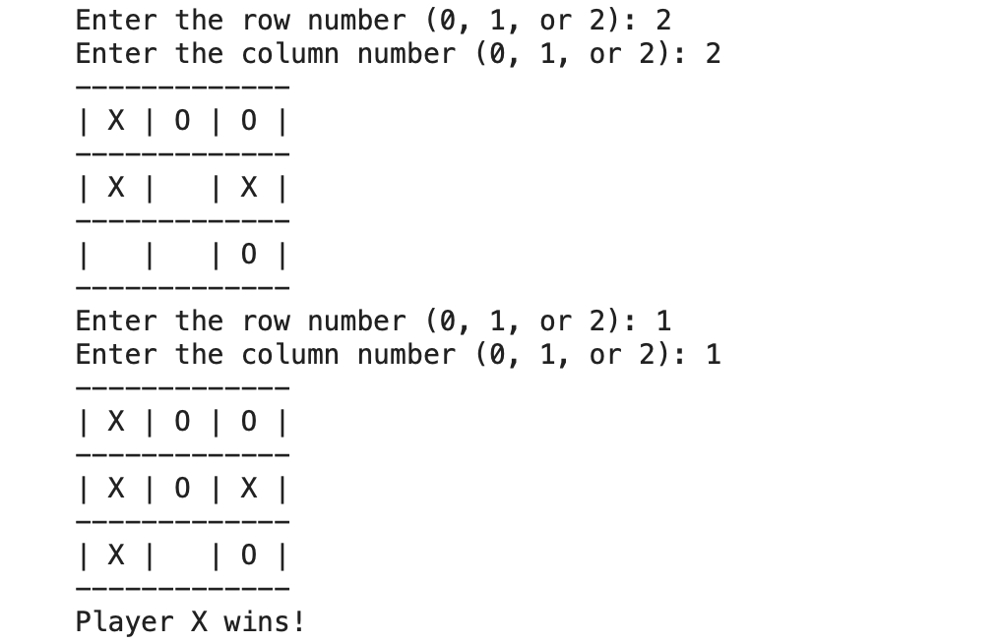 Enter the row number (0, 1, or 2): 2
Enter the column number (0, 1, or 2): 2
-------------
| X | O | O |
-------------
| X |   | X |
-------------
|   |   | O |
-------------
Enter the row number (0, 1, or 2): 1
Enter the column number (0, 1, or 2): 1
-------------
| X | O | O |
-------------
| X | O | X |
-------------
| X |   | O |
-------------
Player X wins!